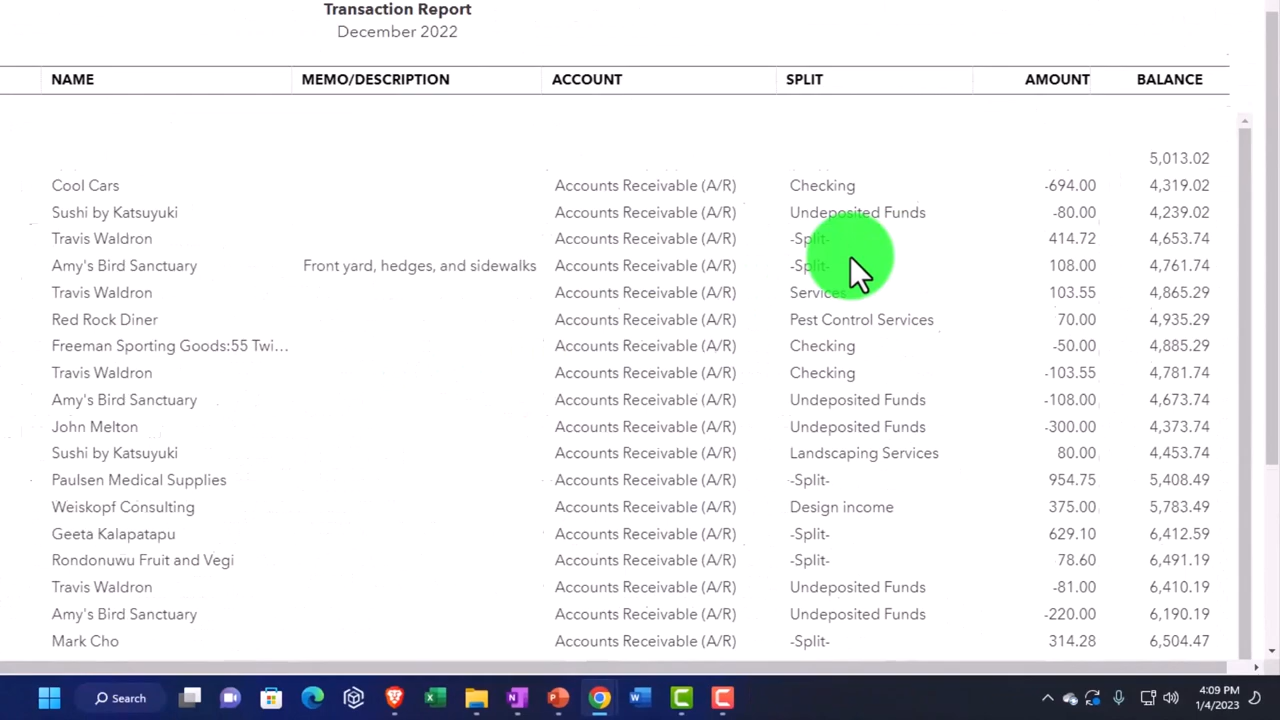 Transaction Report
December 2022
NAME MEMO/DESCRIPTION ACCOUNT SPLIT AMOUNT BALANCE
5,013.02
Cool Cars Accounts Receivable (A/R) Checking -694.00 4,319.02
Sushi by Katsuyuki Accounts Receivable (A/R) Undeposited Funds -80.00 4,239.02
Travis Waldron Accounts Receivable (A/R) -Split- 414.72 4,653.74
Amy's Bird Sanctuary Front yard, hedges, and sidewalks Accounts Receivable (A/R) -Split- 108.00 4,761.74
Travis Waldron Accounts Receivable (A/R) Services 103.55 4,865.29
Red Rock Diner Accounts Receivable (A/R) Pest Control Services 70.00 4,935.29
Freeman Sporting Goods:55 Twi... Accounts Receivable (A/R) Checking -50.00 4,885.29
Travis Waldron Accounts Receivable (A/R) Checking -103.55 4,781.74
Amy's Bird Sanctuary Accounts Receivable (A/R) Undeposited Funds -108.00 4,673.74
John Melton Accounts Receivable (A/R) Undeposited Funds -300.00 4,373.74
Sushi by Katsuyuki Accounts Receivable (A/R) Landscaping Services 80.00 4,453.74
Paulsen Medical Supplies Accounts Receivable (A/R) -Split- 954.75 5,408.49
Weiskopf Consulting Accounts Receivable (A/R) Design income 375.00 5,783.49
Geeta Kalapatapu Accounts Receivable (A/R) -Split- 629.10 6,412.59
Rondonuwu Fruit and Vegi Accounts Receivable (A/R) -Split- 78.60 6,491.19
Travis Waldron Accounts Receivable (A/R) Undeposited Funds -81.00 6,410.19
Amy's Bird Sanctuary Accounts Receivable (A/R) Undeposited Funds -220.00 6,190.19
Mark Cho Accounts Receivable (A/R) -Split- 314.28 6,504.47
Search 4:09 PM
1/4/2023